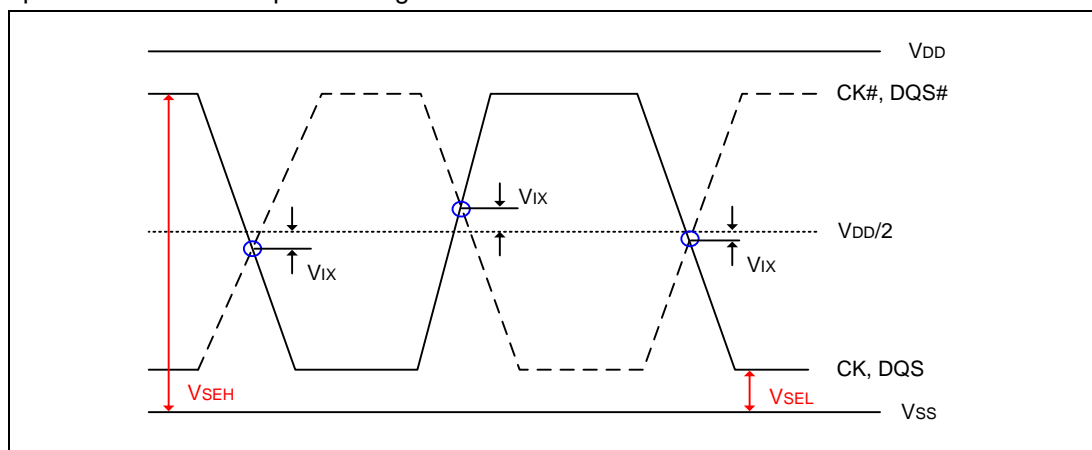 VDD
CK#, DQS#
VIX
VDD/2
VIX
VIX
CK, DQS
VSEH
VSEL
VSS